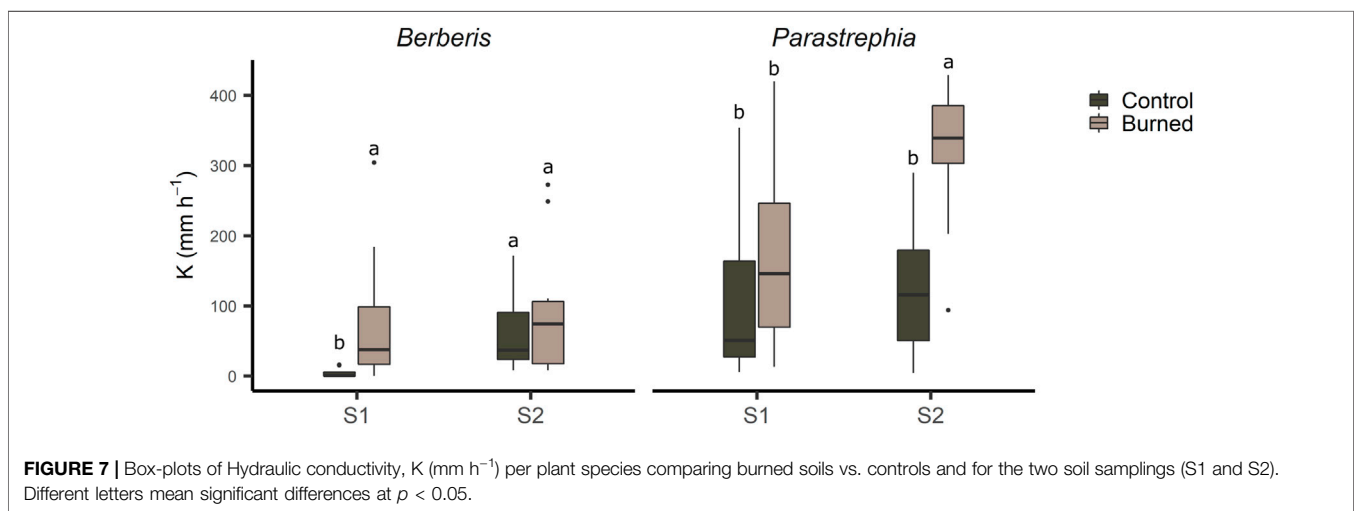 Berberis
Parastrephia
K (mm h⁻¹)
400
300
200
100
0
b
a
a
a
b
b
b
a
S1
S2
S1
S2
Control
Burned
FIGURE 7 | Box-plots of Hydraulic conductivity, K (mm h⁻¹) per plant species comparing burned soils vs. controls and for the two soil samplings (S1 and S2).
Different letters mean significant differences at p < 0.05.